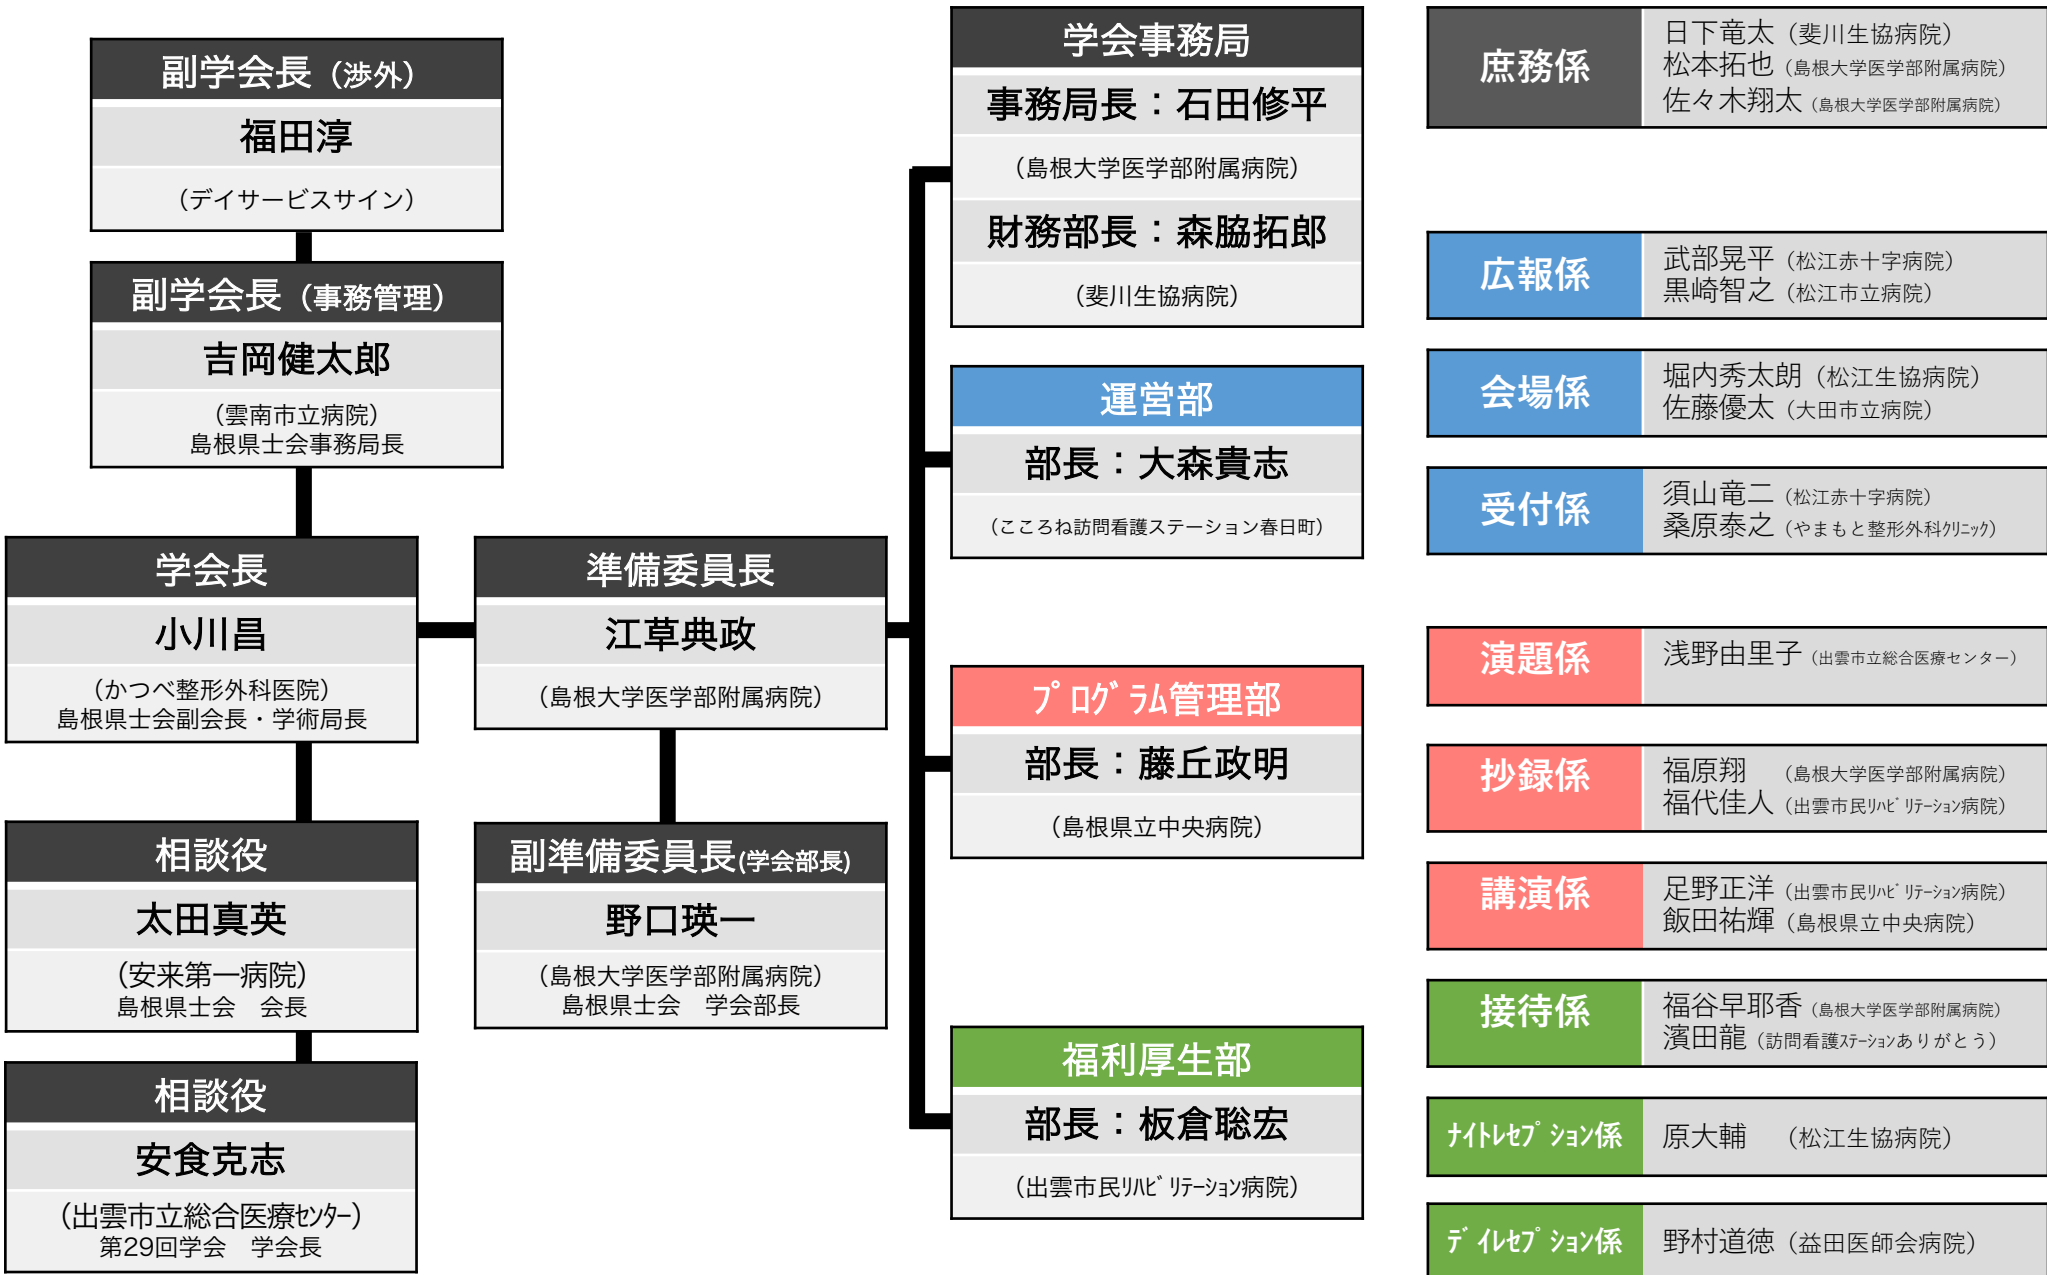 副学会長（渉外）
福田淳
（デイサービスサイン）
副学会長（事務管理）
吉岡健太郎
（雲南市立病院）
島根県士会事務局長
学会長
小川昌
（かつべ整形外科医院）
島根県士会副会長・学術局長
相談役
太田真英
（安来第一病院）
島根県士会　会長
相談役
安食克志
（出雲市立総合医療ｾﾝﾀｰ）
第29回学会　学会長
準備委員長
江草典政
（島根大学医学部附属病院）
副準備委員長(学会部長)
野口瑛一
（島根大学医学部附属病院）
島根県士会　学会部長
学会事務局
事務局長：石田修平
（島根大学医学部附属病院）
財務部長：森脇拓郎
（斐川生協病院）
運営部
部長：大森貴志
（こころね訪問看護ステーション春日町）
ﾌﾟﾛｸﾞﾗﾑ管理部
部長：藤丘政明
（島根県立中央病院）
福利厚生部
部長：板倉聡宏
（出雲市民ﾘﾊﾋﾞﾘﾃｰｼｮﾝ病院）
庶務係
日下竜太（斐川生協病院）
松本拓也（島根大学医学部附属病院）
佐々木翔太（島根大学医学部附属病院）
広報係
武部晃平（松江赤十字病院）
黒崎智之（松江市立病院）
会場係
堀内秀太朗（松江生協病院）
佐藤優太（大田市立病院）
受付係
須山竜二（松江赤十字病院）
桑原泰之（やまもと整形外科ｸﾘﾆｯｸ）
演題係
浅野由里子（出雲市立総合医療センター）
抄録係
福原翔　（島根大学医学部附属病院）
福代佳人（出雲市民ﾘﾊﾋﾞﾘﾃｰｼｮﾝ病院）
講演係
足野正洋（出雲市民ﾘﾊﾋﾞﾘﾃｰｼｮﾝ病院）
飯田祐輝（島根県立中央病院）
接待係
福谷早耶香（島根大学医学部附属病院）
濱田龍（訪問看護ｽﾃｰｼｮﾝありがとう）
ﾅｲﾄﾚｾﾌﾟｼｮﾝ係
原大輔　（松江生協病院）
ﾃﾞｲﾚｾﾌﾟｼｮﾝ係
野村道徳（益田医師会病院）